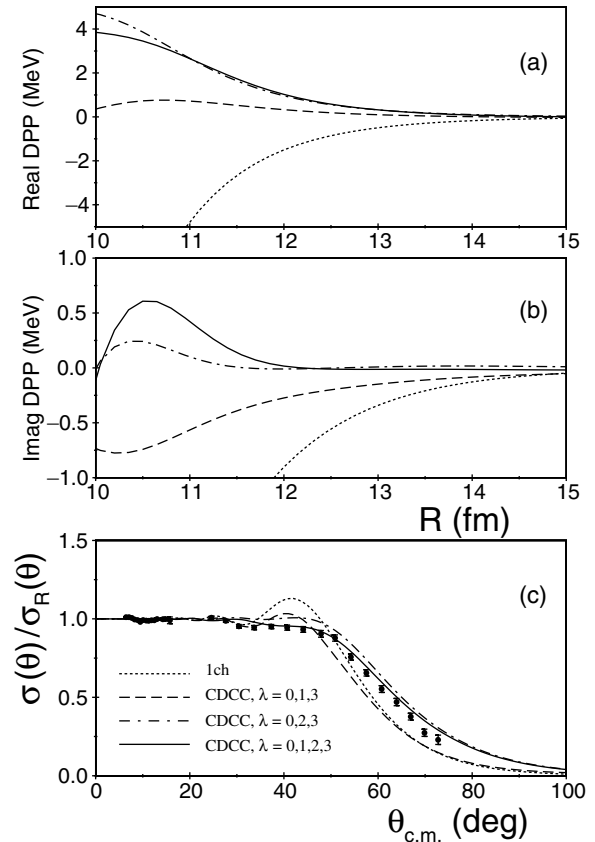 Real DPP (MeV)
4
2
0
−2
−4
(a)
10 11 12 13 14 15
Imag DPP (MeV)
1.0
0.5
0.0
−0.5
−1.0
(b)
10 11 12 13 14 15
R (fm)
σ(θ)/σR(θ)
1.5
1.0
0.5
0.0
(c)
1ch
CDCC, λ = 0,1,3
CDCC, λ = 0,2,3
CDCC, λ = 0,1,2,3
0 20 40 60 80 100
θc.m. (deg)